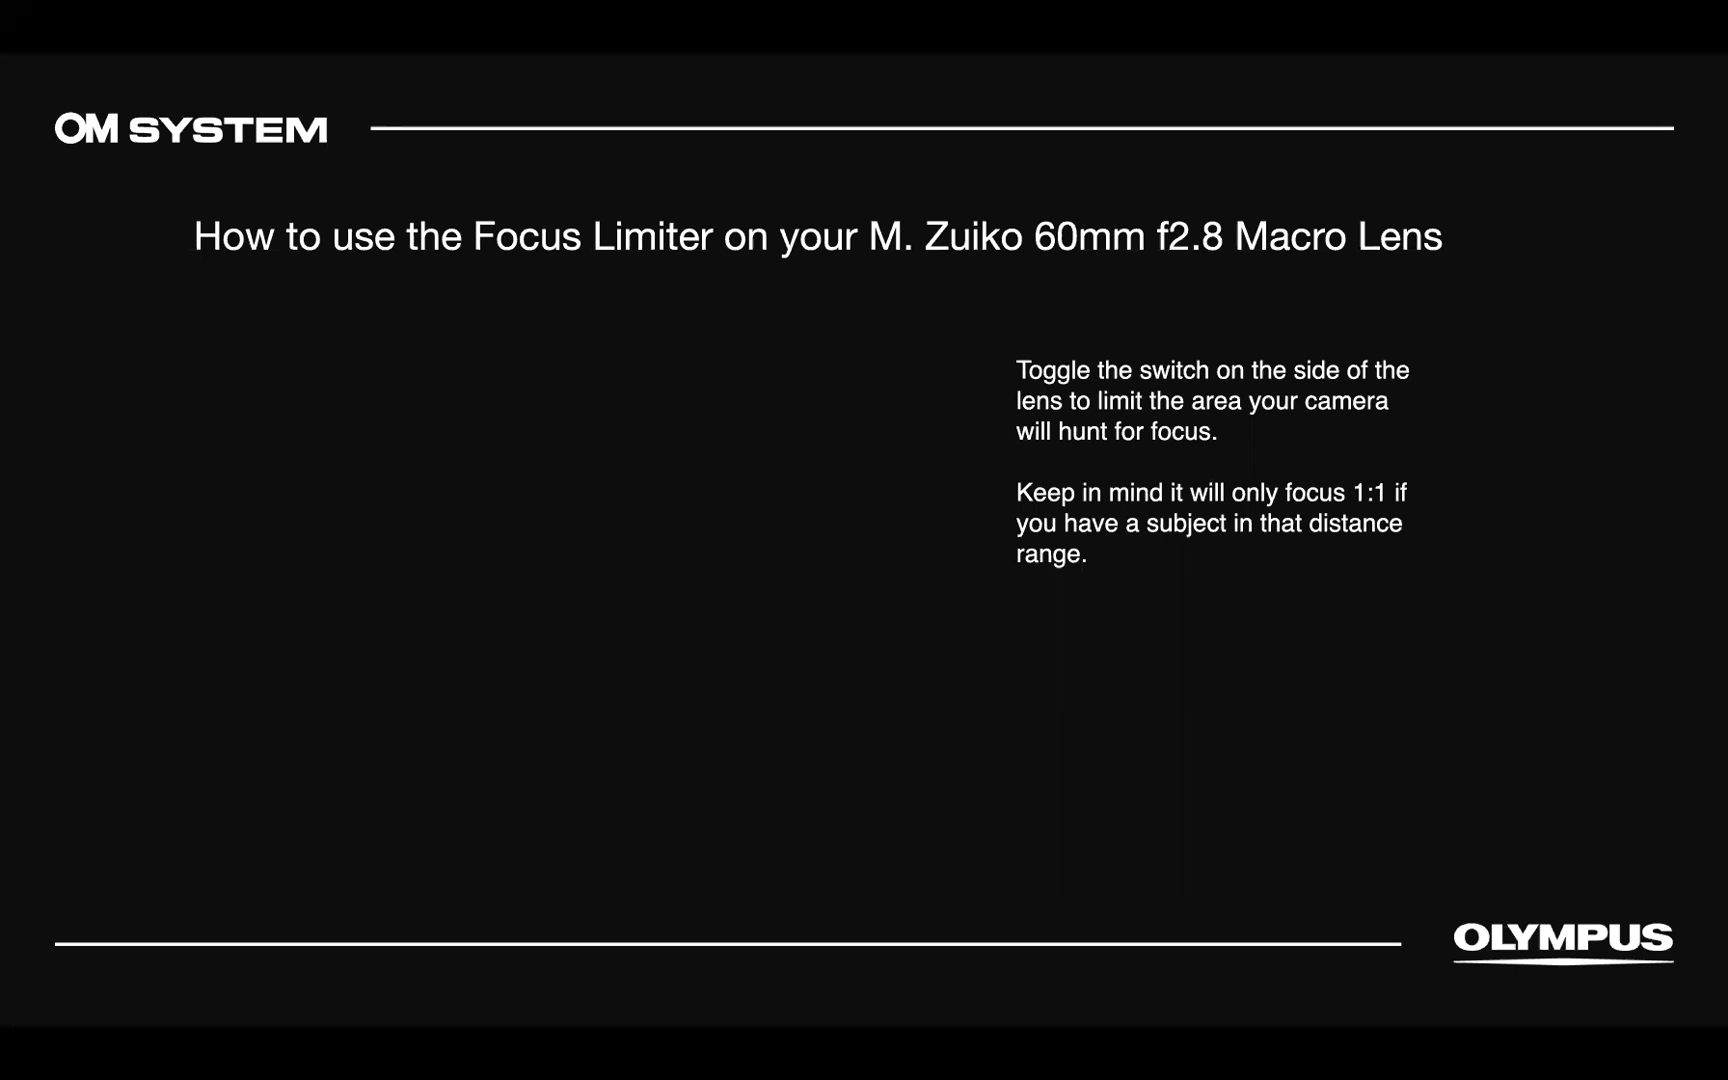 OM SYSTEM
How to use the Focus Limiter on your M. Zuiko 60mm f2.8 Macro Lens
Toggle the switch on the side of the
lens to limit the area your camera
will hunt for focus.
Keep in mind it will only focus 1:1 if
you have a subject in that distance
range.
OLYMPUS